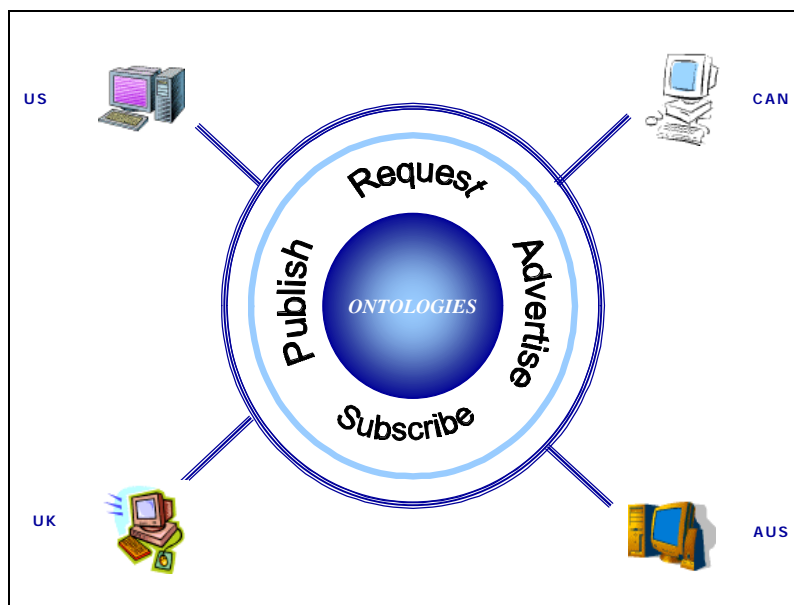 US
CAN
Request
Publish
Advertise
ONTOLOGIES
Subscribe
UK
AUS